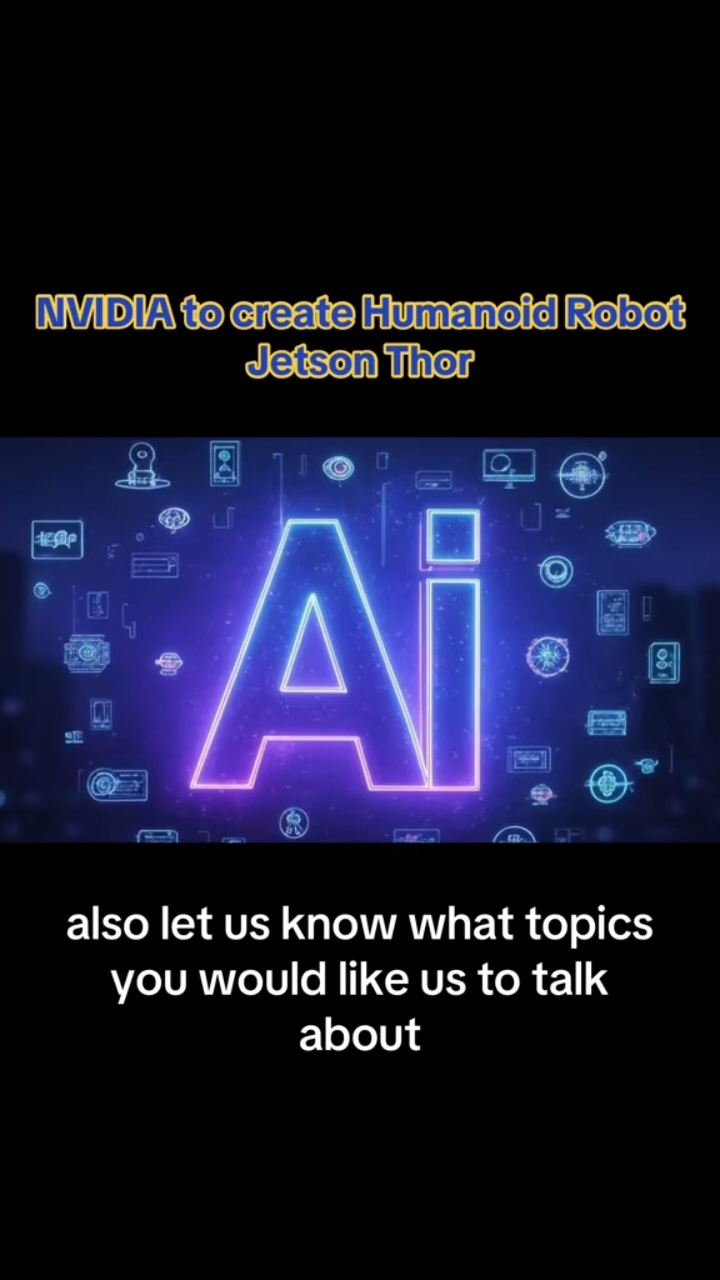 NVIDIA to create Humanoid Robot
Jetson Thor
Ai
also let us know what topics
you would like us to talk
about